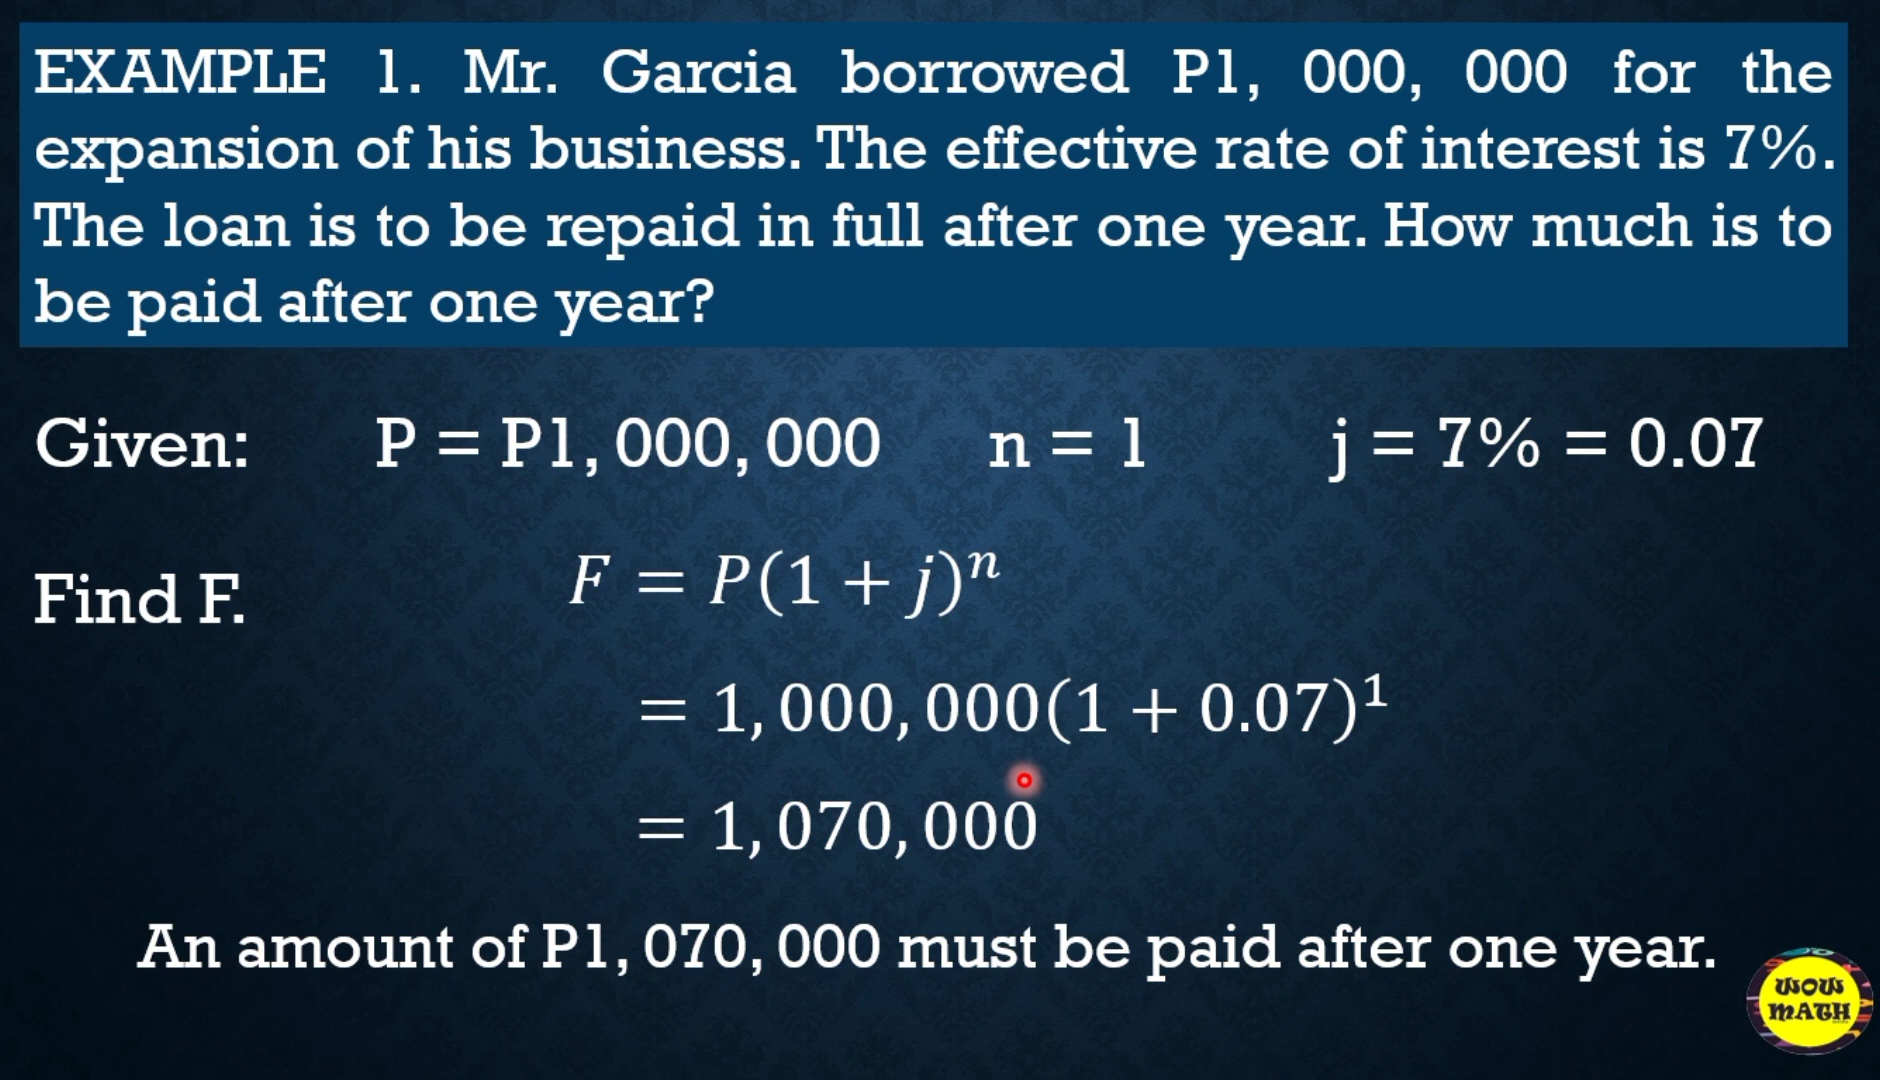 EXAMPLE 1. Mr. Garcia borrowed P1, 000, 000 for the
expansion of his business. The effective rate of interest is 7%.
The loan is to be repaid in full after one year. How much is to
be paid after one year?
Given: P = P1, 000, 000 n = 1 j = 7% = 0.07
Find F.
F = P(1 + j)ⁿ
= 1, 000, 000(1 + 0.07)¹
= 1, 070, 000
An amount of P1, 070, 000 must be paid after one year.
WOW
MATH